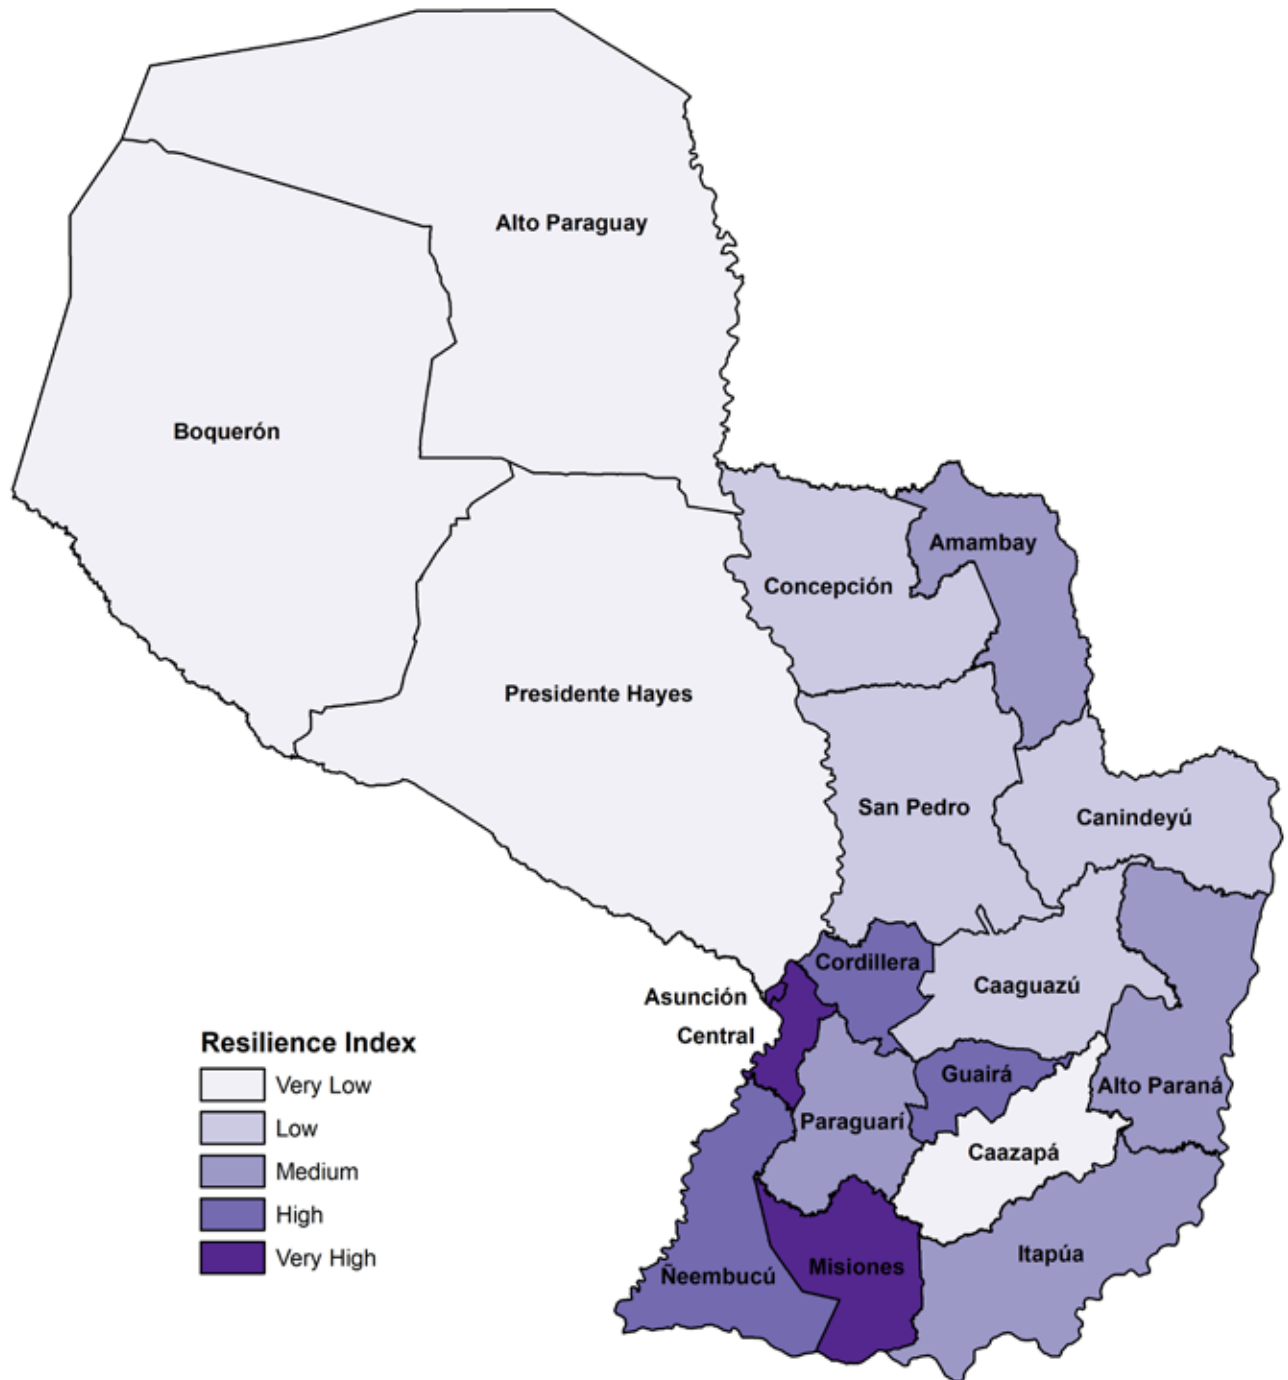 Alto Paraguay
Boquerón
Amambay
Concepción
Presidente Hayes
San Pedro
Canindeyú
Cordillera
Caaguazú
Asunción
Central
Guairá
Alto Paraná
Paraguarí
Caazapá
Itapúa
Misiones
Ñeembucú
Resilience Index
Very Low
Low
Medium
High
Very High